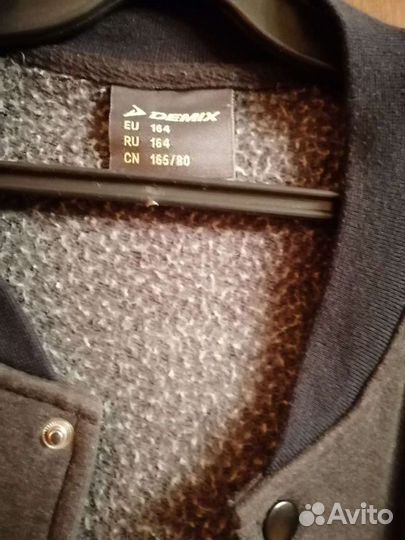 DEMIX
EU 164
RU 164
CN 165/80
Avito